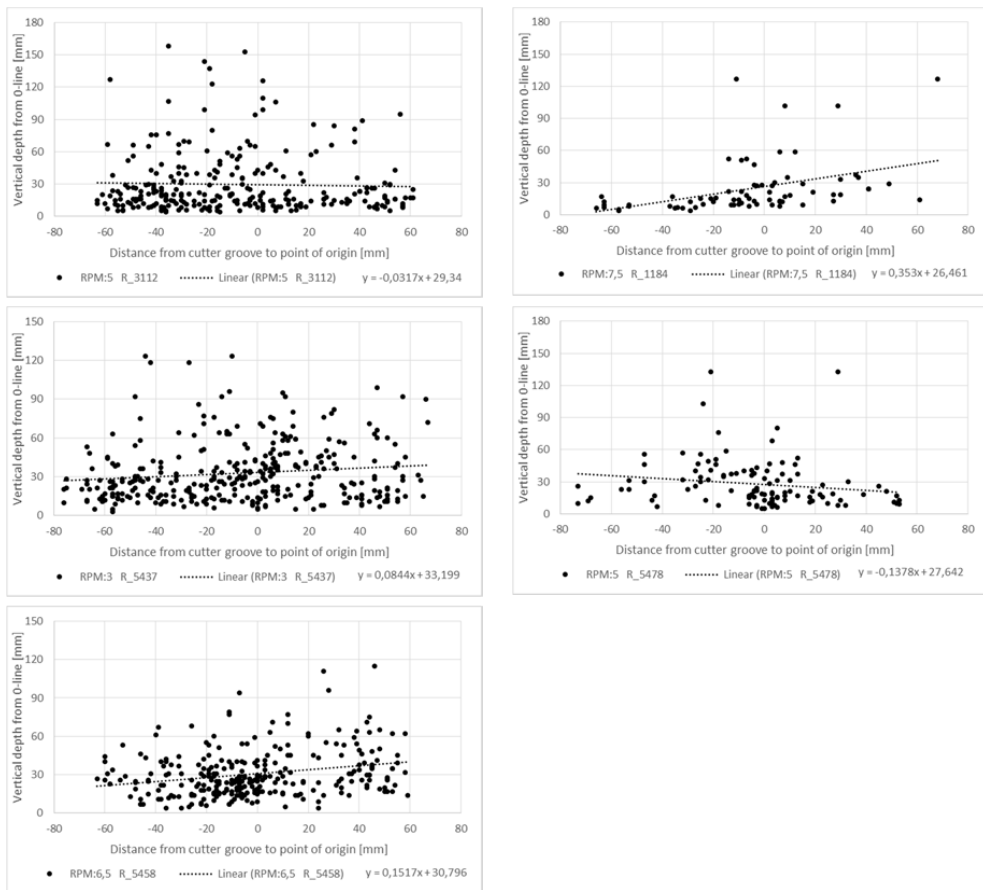 Vertical depth from 0-line [mm]
180
150
120
90
60
30
0
-80 -60 -40 -20 0 20 40 60 80
Distance from cutter groove to point of origin [mm]
RPM:5 R_3112 Linear (RPM:5 R_3112) y = -0,0317x + 29,34
Vertical depth from 0-line [mm]
180
150
120
90
60
30
0
-80 -60 -40 -20 0 20 40 60 80
Distance from cutter groove to point of origin [mm]
RPM:7,5 R_1184 Linear (RPM:7,5 R_1184) y = 0,353x + 26,461
Vertical depth from 0-line [mm]
150
120
90
60
30
0
-80 -60 -40 -20 0 20 40 60 80
Distance from cutter groove to point of origin [mm]
RPM:3 R_5437 Linear (RPM:3 R_5437) y = 0,0844x + 33,199
Vertical depth from 0-line [mm]
180
150
120
90
60
30
0
-80 -60 -40 -20 0 20 40 60 80
Distance from cutter groove to point of origin [mm]
RPM:5 R_5478 Linear (RPM:5 R_5478) y = -0,1378x + 27,642
Vertical depth from 0-line [mm]
150
120
90
60
30
0
-80 -60 -40 -20 0 20 40 60 80
Distance from cutter groove to point of origin [mm]
RPM:6,5 R_5458 Linear (RPM:6,5 R_5458) y = 0,1517x + 30,796